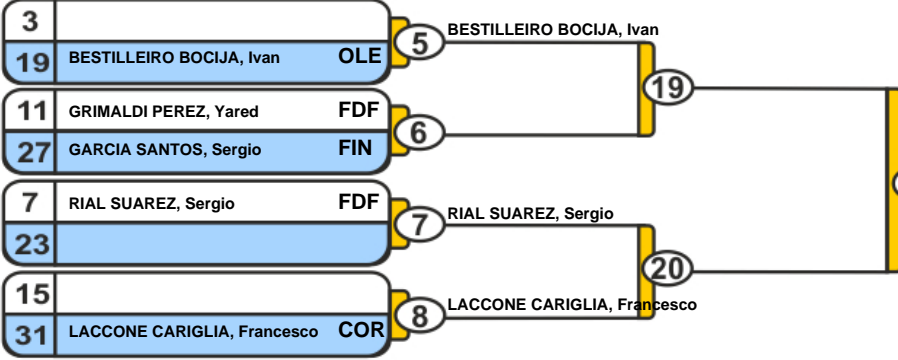 3
BESTILLEIRO BOCIJA, Ivan
19 BESTILLEIRO BOCIJA, Ivan OLE
5
11 GRIMALDI PEREZ, Yared FDF
19
27 GARCIA SANTOS, Sergio FIN
6
7 RIAL SUAREZ, Sergio FDF
RIAL SUAREZ, Sergio
7
23
20
15
LACCONE CARIGLIA, Francesco
8
31 LACCONE CARIGLIA, Francesco COR